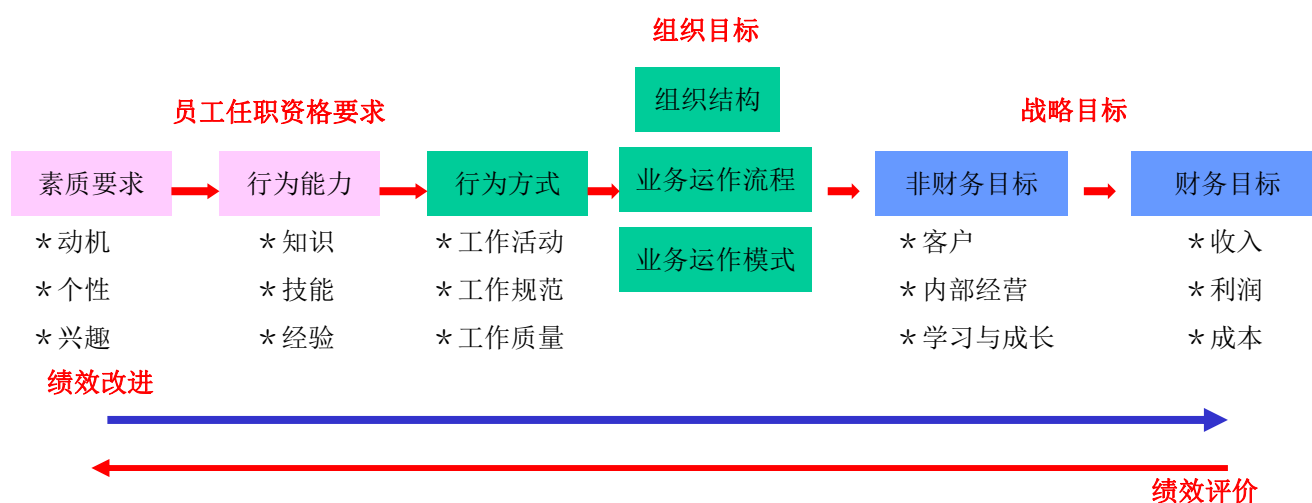 组织目标
组织结构
员工任职资格要求
战略目标
素质要求
行为能力
行为方式
业务运作流程
非财务目标
财务目标
业务运作模式
＊动机
＊知识
＊工作活动
＊客户
＊收入
＊个性
＊技能
＊工作规范
＊内部经营
＊利润
＊兴趣
＊经验
＊工作质量
＊学习与成长
＊成本
绩效改进
绩效评价